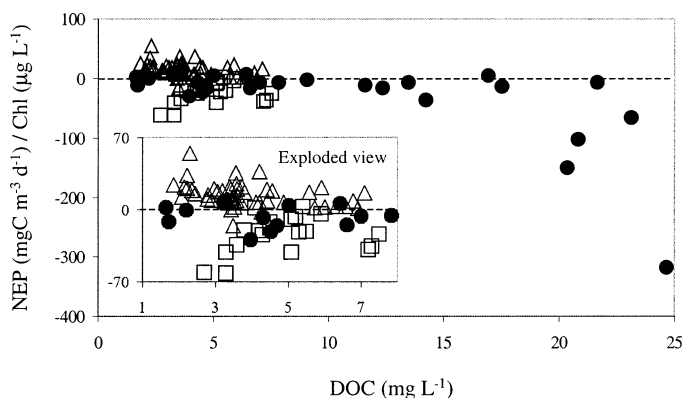 100
0
-100
-200
-300
-400
NEP (mgC m-3 d-1) / Chl (µg L-1)
70
Exploded view
0
-70
1 3 5 7
0 5 10 15 20 25
DOC (mg L-1)